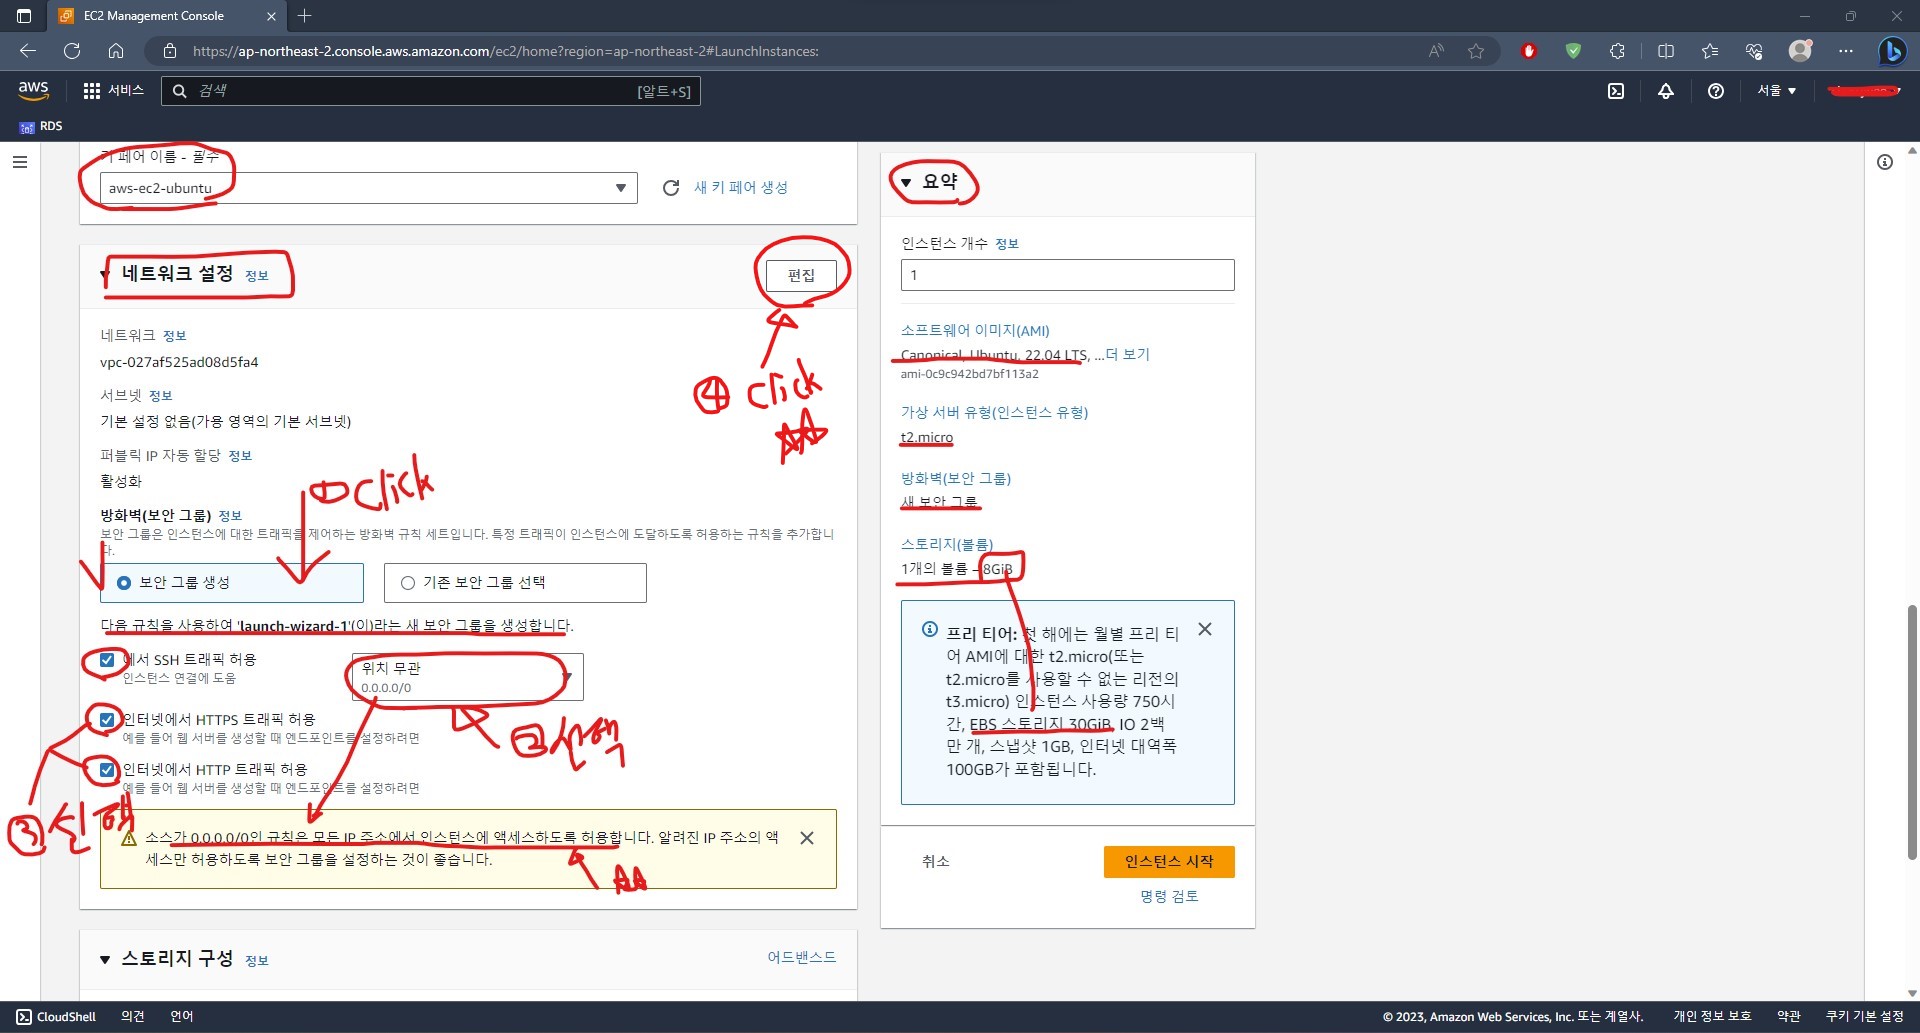 EC2 Management Console
https://ap-northeast-2.console.aws.amazon.com/ec2/home?region=ap-northeast-2#LaunchInstances:
aws
서비스
검색
[알트+S]
서울
RDS
키 페어 이름 - 필수
aws-ec2-ubuntu
새 키 페어 생성
네트워크 설정 정보
편집
네트워크 정보
vpc-027af525ad08d5fa4
④ click
서브넷 정보
기본 설정 없음(가용 영역의 기본 서브넷)
퍼블릭 IP 자동 할당 정보
활성화
① click
방화벽(보안 그룹) 정보
보안 그룹은 인스턴스에 대한 트래픽을 제어하는 방화벽 규칙 세트입니다. 특정 트래픽이 인스턴스에 도달하도록 허용하는 규칙을 추가합니
다.
보안 그룹 생성
기존 보안 그룹 선택
다음 규칙을 사용하여 'launch-wizard-1'(이)라는 새 보안 그룹을 생성합니다.
에서 SSH 트래픽 허용
인스턴스 연결에 도움
위치 무관
0.0.0.0/0
② 선택
인터넷에서 HTTPS 트래픽 허용
예를 들어 웹 서버를 생성할 때 엔드포인트를 설정하려면
인터넷에서 HTTP 트래픽 허용
예를 들어 웹 서버를 생성할 때 엔드포인트를 설정하려면
③
소스가 0.0.0.0/0인 규칙은 모든 IP 주소에서 인스턴스에 액세스하도록 허용합니다. 알려진 IP 주소의 액
세스만 허용하도록 보안 그룹을 설정하는 것이 좋습니다.
스토리지 구성 정보
어드밴스드
요약
인스턴스 개수 정보
1
소프트웨어 이미지(AMI)
Canonical, Ubuntu, 22.04 LTS, ...더 보기
ami-0c9c942bd7bf113a2
가상 서버 유형(인스턴스 유형)
t2.micro
방화벽(보안 그룹)
새 보안 그룹
스토리지(볼륨)
1개의 볼륨 – 8GiB
프리 티어: 첫 해에는 월별 프리 티
어 AMI에 대한 t2.micro(또는
t2.micro를 사용할 수 없는 리전의
t3.micro) 인스턴스 사용량 750시
간, EBS 스토리지 30GiB, IO 2백
만 개, 스냅샷 1GB, 인터넷 대역폭
100GB가 포함됩니다.
취소
인스턴스 시작
명령 검토
CloudShell
의견
언어
© 2023, Amazon Web Services, Inc. 또는 계열사.
개인 정보 보호
약관
쿠키 기본 설정